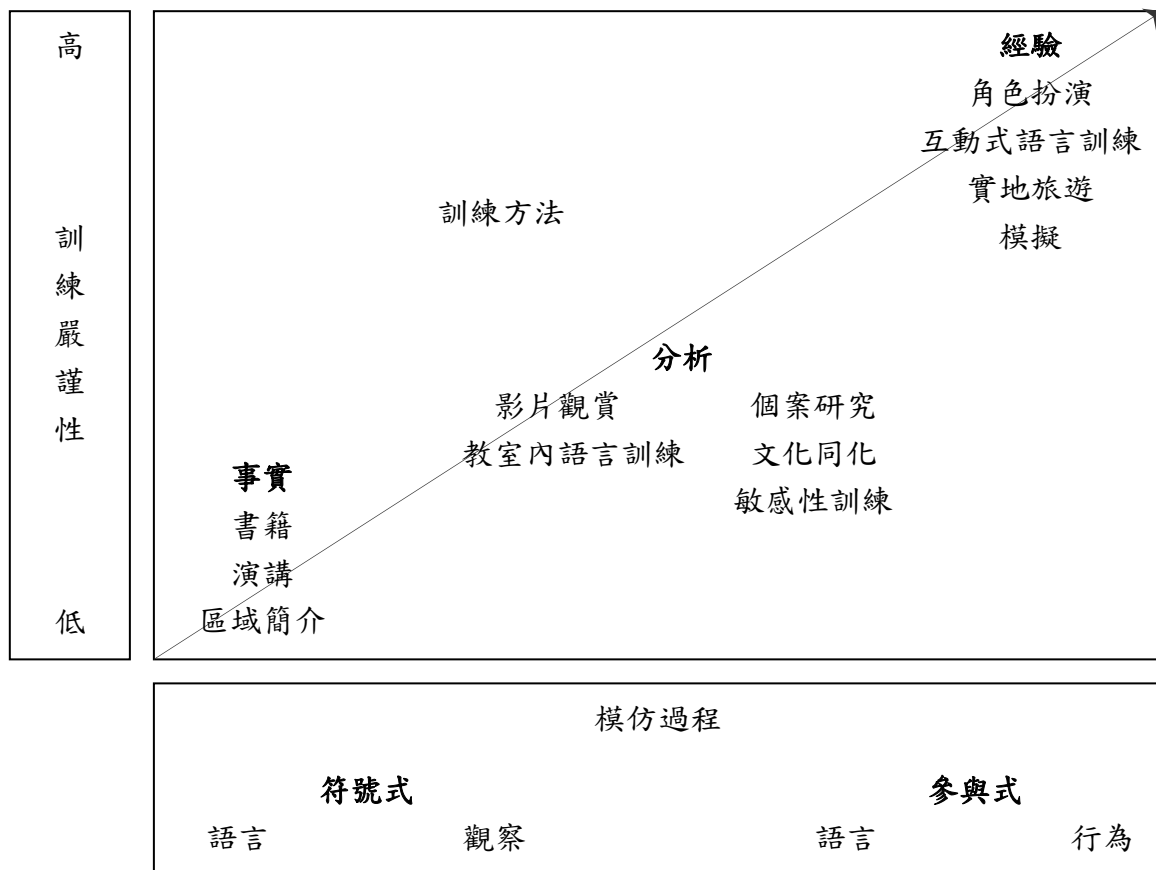 高
訓
練
嚴
謹
性
低
經驗
角色扮演
互動式語言訓練
實地旅遊
模擬
訓練方法
分析
影片觀賞 個案研究
教室內語言訓練 文化同化
敏感性訓練
事實
書籍
演講
區域簡介
模仿過程
符號式 參與式
語言 觀察 語言 行為